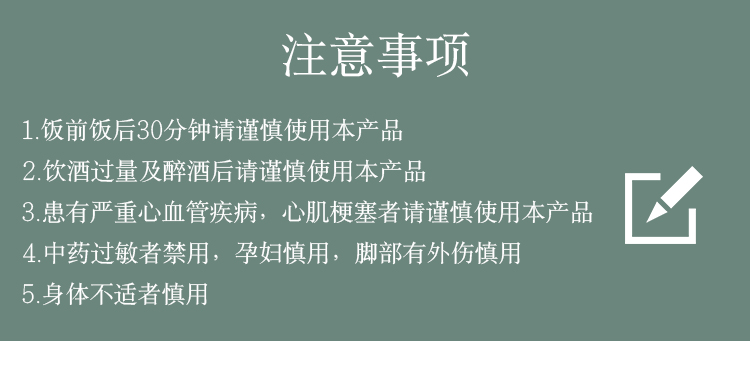 注意事项
1.饭前饭后30分钟请谨慎使用本产品
2.饮酒过量及醉酒后请谨慎使用本产品
3.患有严重心血管疾病，心肌梗塞者请谨慎使用本产品
4.中药过敏者禁用，孕妇慎用，脚部有外伤慎用
5.身体不适者慎用